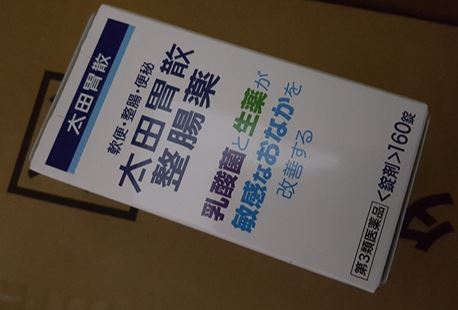 太田胃散
軟便・整腸・便秘
太田胃散
整腸薬
乳酸菌と生薬が
敏感なおなかを
改善する
第3類医薬品
<錠剤>160錠